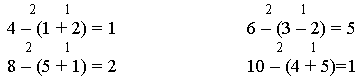 2 1 2 1
4 – (1 + 2) = 1 6 – (3 – 2) = 5
2 1 2 1
8 – (5 + 1) = 2 10 – (4 + 5)=1